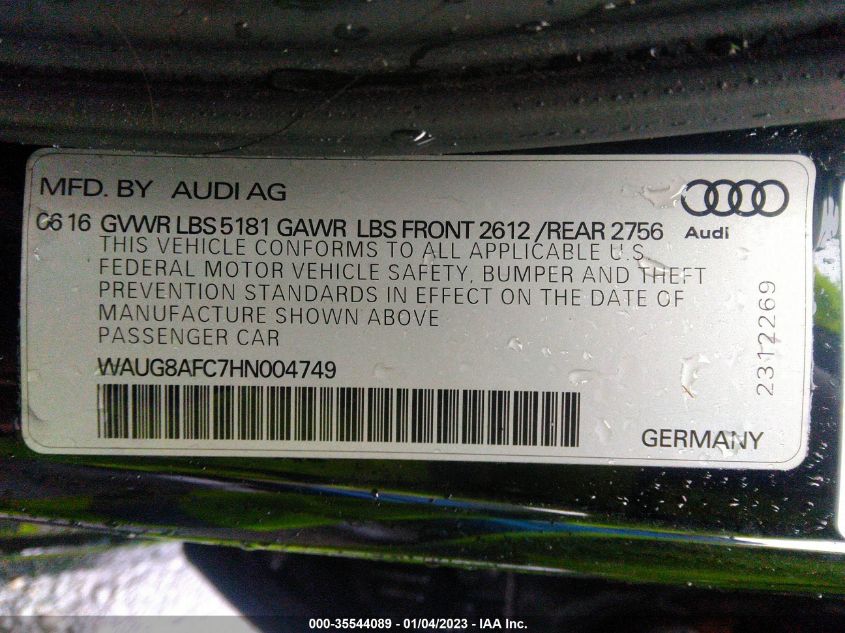 MFD. BY AUDI AG
0616 GVWR LBS 5181 GAWR LBS FRONT 2612 /REAR 2756
Audi
THIS VEHICLE CONFORMS TO ALL APPLICABLE U.S
FEDERAL MOTOR VEHICLE SAFETY, BUMPER AND THEFT
PREVENTION STANDARDS IN EFFECT ON THE DATE OF
MANUFACTURE SHOWN ABOVE
PASSENGER CAR
WAUG8AFC7HN004749
2312269
GERMANY
000-35544089 - 01/04/2023 - IAA Inc.